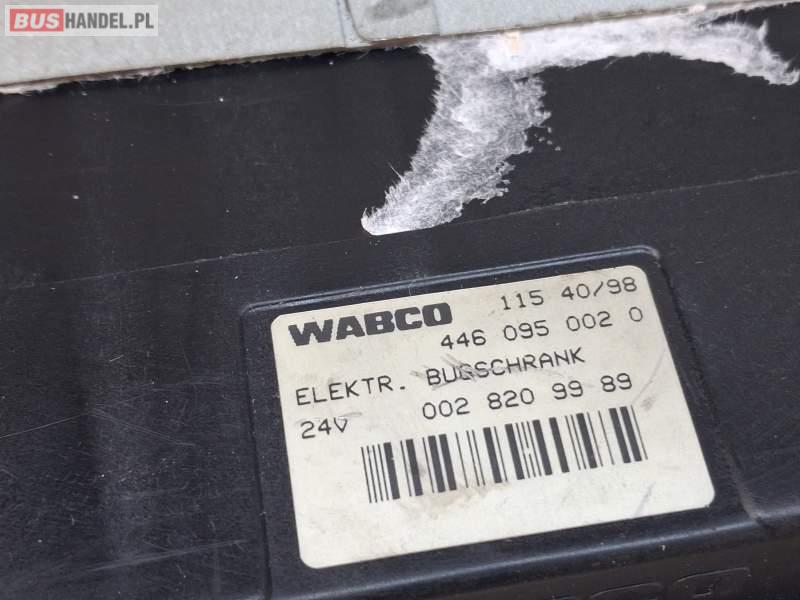 BUSHANDEL.PL
WABCO 115 40/98
446 095 002 0
ELEKTR. BUGSCHRANK
24V 002 820 99 89